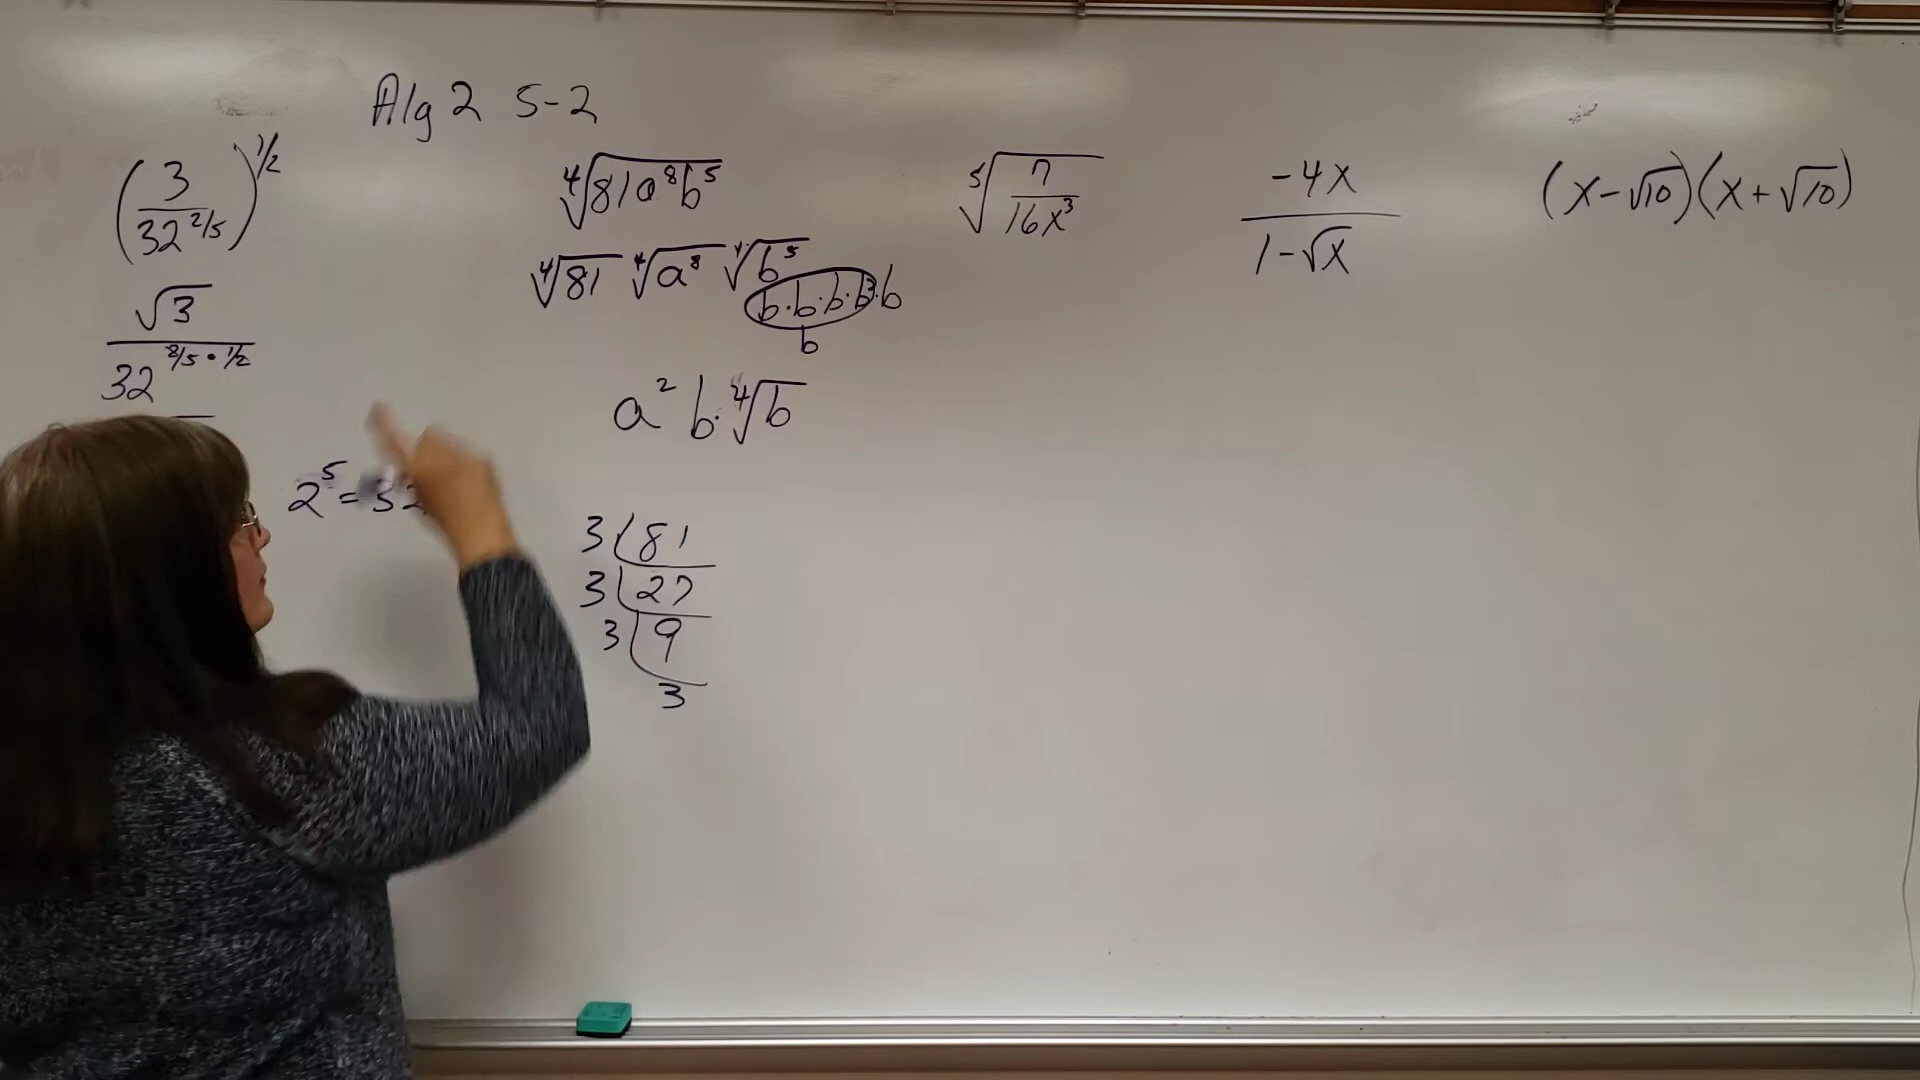 Alg 2 5-2
(3/32^2/5)^1/2
√3
32^2/5 • 1/2
2^5 = 32
⁴√81a⁸b⁵
⁴√81 ⁴√a⁸ ⁴√b⁵
b·b·b·b·b
b
a² b·⁴√b
3 81
3 27
3 9
3
⁵√7/16x³
-4x
1-√x
(x-√10)(x+√10)